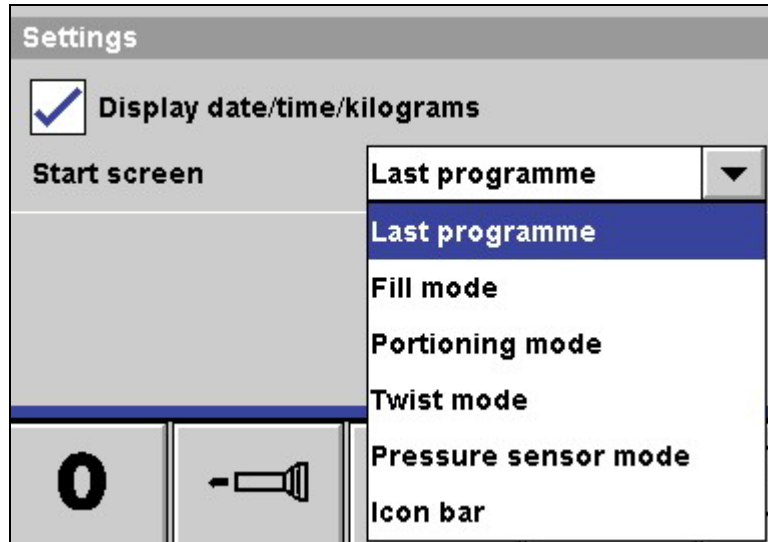 Settings
Display date/time/kilograms
Start screen
Last programme
Last programme
Fill mode
Portioning mode
Twist mode
Pressure sensor mode
Icon bar
0